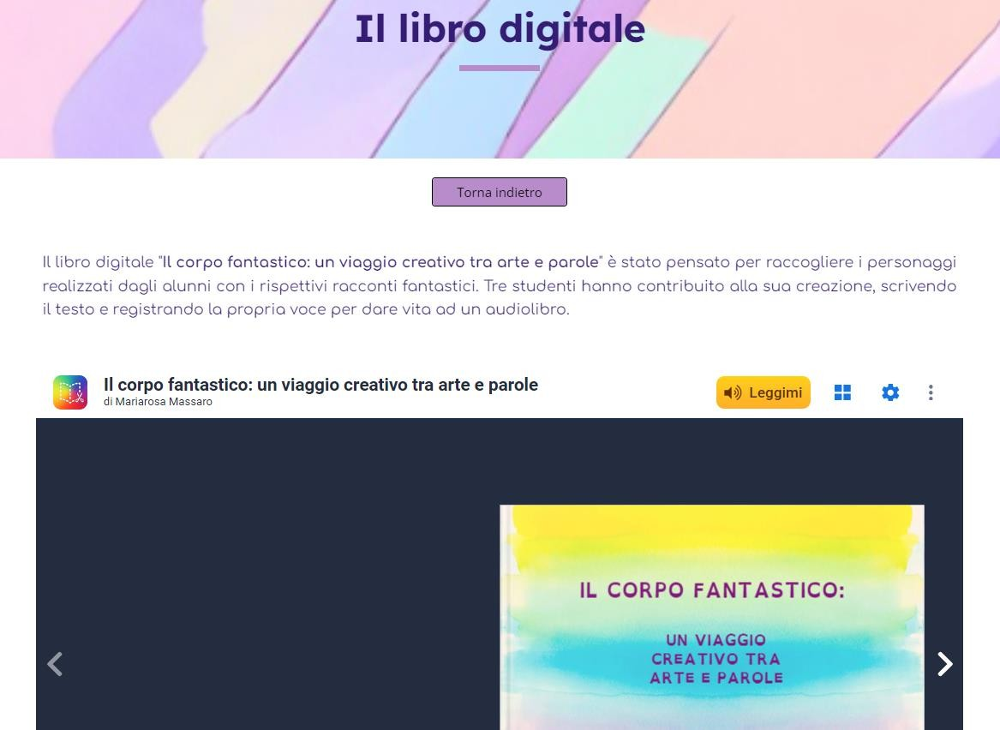 Il libro digitale
Torna indietro
Il libro digitale "Il corpo fantastico: un viaggio creativo tra arte e parole" è stato pensato per raccogliere i personaggi
realizzati dagli alunni con i rispettivi racconti fantastici. Tre studenti hanno contribuito alla sua creazione, scrivendo
il testo e registrando la propria voce per dare vita ad un audiolibro.
Il corpo fantastico: un viaggio creativo tra arte e parole
di Mariarosa Massaro
Leggimi
IL CORPO FANTASTICO:
UN VIAGGIO
CREATIVO TRA
ARTE E PAROLE